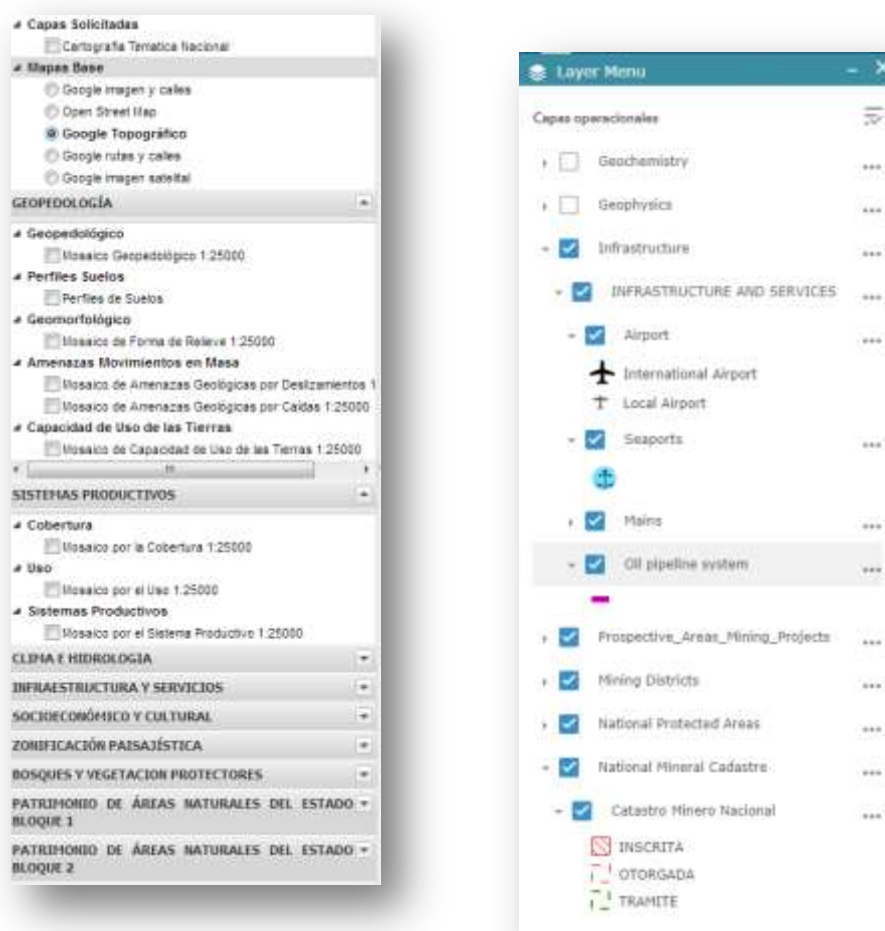 Capas Solicitadas
Cartografia Tematica Nacional
Mapas Base
Google imagen y calles
Open Street Map
Google Topográfico
Google rutas y calles
Google imagen satelital
GEOPEDOLOGÍA
Geopedológico
Mosaico Geopedológico 1:25000
Perfiles Suelos
Perfiles de Suelos
Geomorfológico
Mosaico de Forma de Relieve 1:25000
Amenazas Movimientos en Masa
Mosaico de Amenazas Geológicas por Deslizamientos 1
Mosaico de Amenazas Geológicas por Caídas 1:25000
Capacidad de Uso de las Tierras
Mosaico de Capacidad de Uso de las Tierras 1:25000
SISTEMAS PRODUCTIVOS
Cobertura
Mosaico por la Cobertura 1:25000
Uso
Mosaico por el Uso 1:25000
Sistemas Productivos
Mosaico por el Sistema Productivo 1:25000
CLIMA E HIDROLOGIA
INFRAESTRUCTURA Y SERVICIOS
SOCIOECONÓMICO Y CULTURAL
ZONIFICACIÓN PAISAJÍSTICA
BOSQUES Y VEGETACION PROTECTORES
PATRIMONIO DE ÁREAS NATURALES DEL ESTADO
BLOQUE 1
PATRIMONIO DE ÁREAS NATURALES DEL ESTADO
BLOQUE 2
Layer Menu
Capas operacionales
Geochemistry
Geophysics
Infrastructure
INFRASTRUCTURE AND SERVICES
Airport
International Airport
Local Airport
Seaports
Mains
Oil pipeline system
Prospective_Areas_Mining_Projects
Mining Districts
National Protected Areas
National Mineral Cadastre
Catastro Minero Nacional
INSCRITA
OTORGADA
TRAMITE